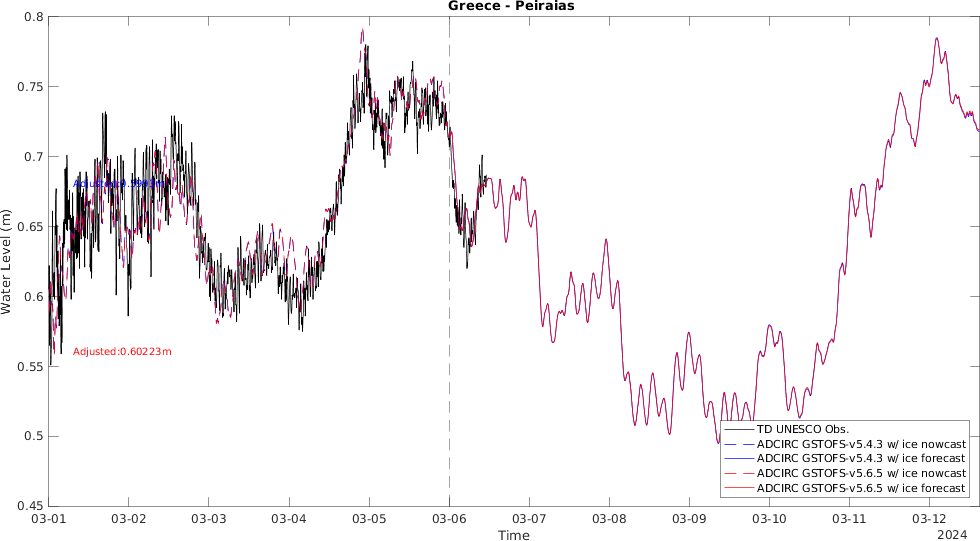 Greece - Peiraias
Water Level (m)
0.8
0.75
0.7
0.65
0.6
0.55
0.5
0.45
Adjusted:0.60223m
TD UNESCO Obs.
ADCIRC GSTOFS-v5.4.3 w/ ice nowcast
ADCIRC GSTOFS-v5.4.3 w/ ice forecast
ADCIRC GSTOFS-v5.6.5 w/ ice nowcast
ADCIRC GSTOFS-v5.6.5 w/ ice forecast
03-01 03-02 03-03 03-04 03-05 03-06 03-07 03-08 03-09 03-10 03-11 03-12
Time
2024